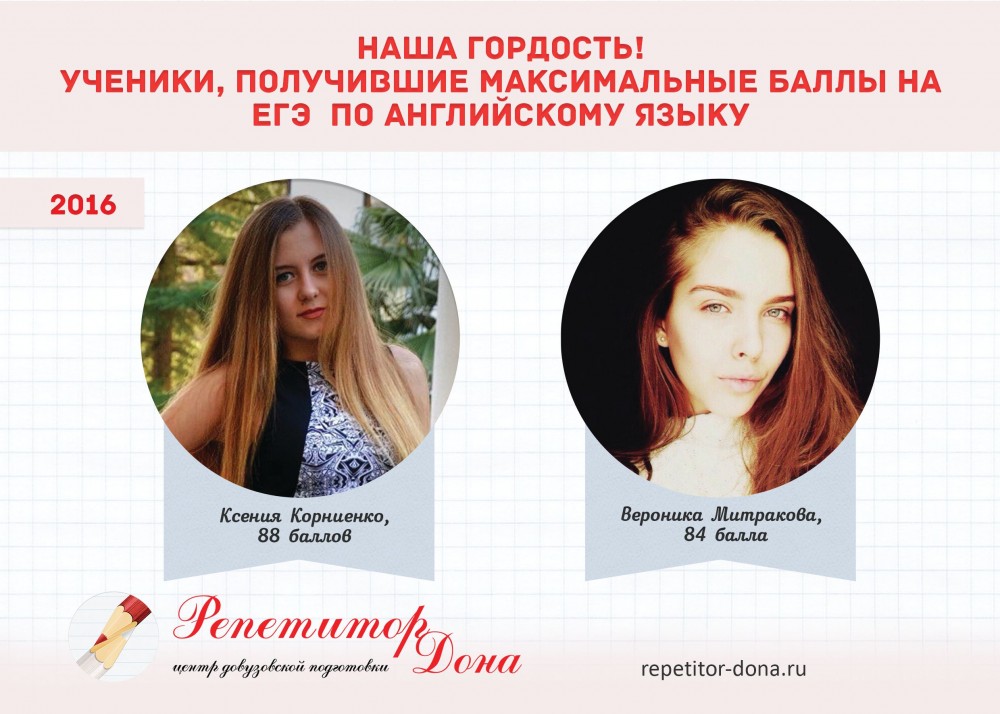 НАША ГОРДОСТЬ!
УЧЕНИКИ, ПОЛУЧИВШИЕ МАКСИМАЛЬНЫЕ БАЛЛЫ НА
ЕГЭ ПО АНГЛИЙСКОМУ ЯЗЫКУ
2016
Ксения Корниенко,
88 баллов
Вероника Митракова,
84 балла
Репетитор
Дона
центр довузовской подготовки
repetitor-dona.ru